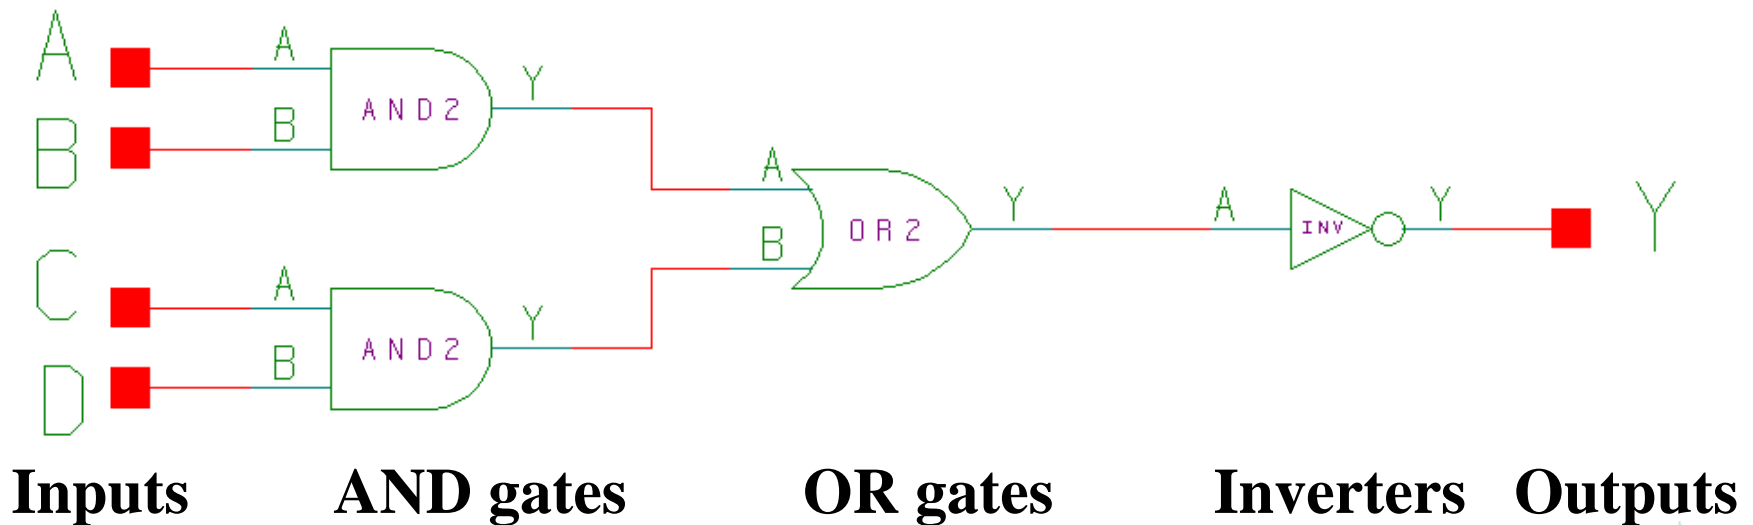 A
A
Y
AND2
B
B
A
Y
A
Y
OR2
INV
Y
B
C
A
Y
AND2
B
D
Inputs AND gates OR gates Inverters Outputs